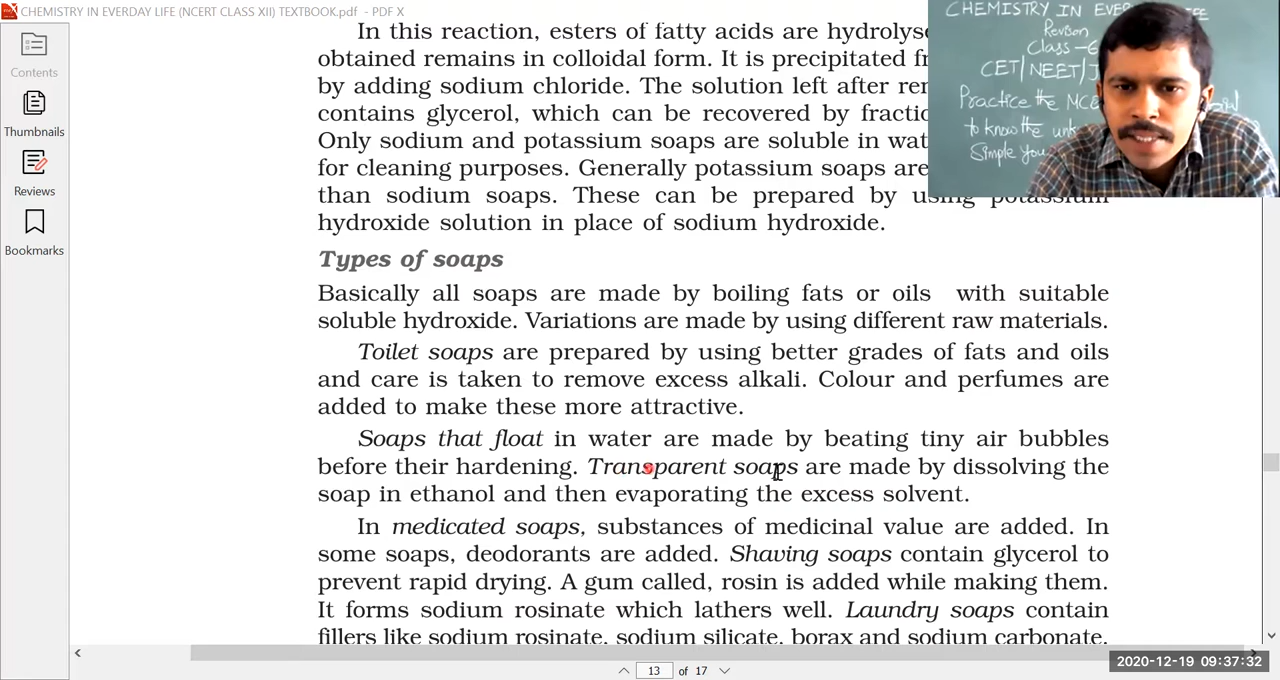 CHEMISTRY IN EVERDAY LIFE (NCERT CLASS XII) TEXTBOOK.pdf - PDF X
Contents
Thumbnails
Reviews
Bookmarks
In this reaction, esters of fatty acids are
obtained remains in colloidal form. It is precipitated
by adding sodium chloride. The solution left after
contains glycerol, which can be recovered by
Only sodium and potassium soaps are soluble in
for cleaning purposes. Generally potassium soaps are
than sodium soaps. These can be prepared by using potassium
hydroxide solution in place of sodium hydroxide.
Types of soaps
Basically all soaps are made by boiling fats or oils with suitable
soluble hydroxide. Variations are made by using different raw materials.
Toilet soaps are prepared by using better grades of fats and oils
and care is taken to remove excess alkali. Colour and perfumes are
added to make these more attractive.
Soaps that float in water are made by beating tiny air bubbles
before their hardening. Transparent soaps are made by dissolving the
soap in ethanol and then evaporating the excess solvent.
In medicated soaps, substances of medicinal value are added. In
some soaps, deodorants are added. Shaving soaps contain glycerol to
prevent rapid drying. A gum called, rosin is added while making them.
It forms sodium rosinate which lathers well. Laundry soaps contain
fillers like sodium rosinate, sodium silicate, borax and sodium carbonate.
CHEMISTRY IN
Revison
Class
CET/NEET/
Practice the
to know the
Simple
13 of 17
2020-12-19 09:37:32